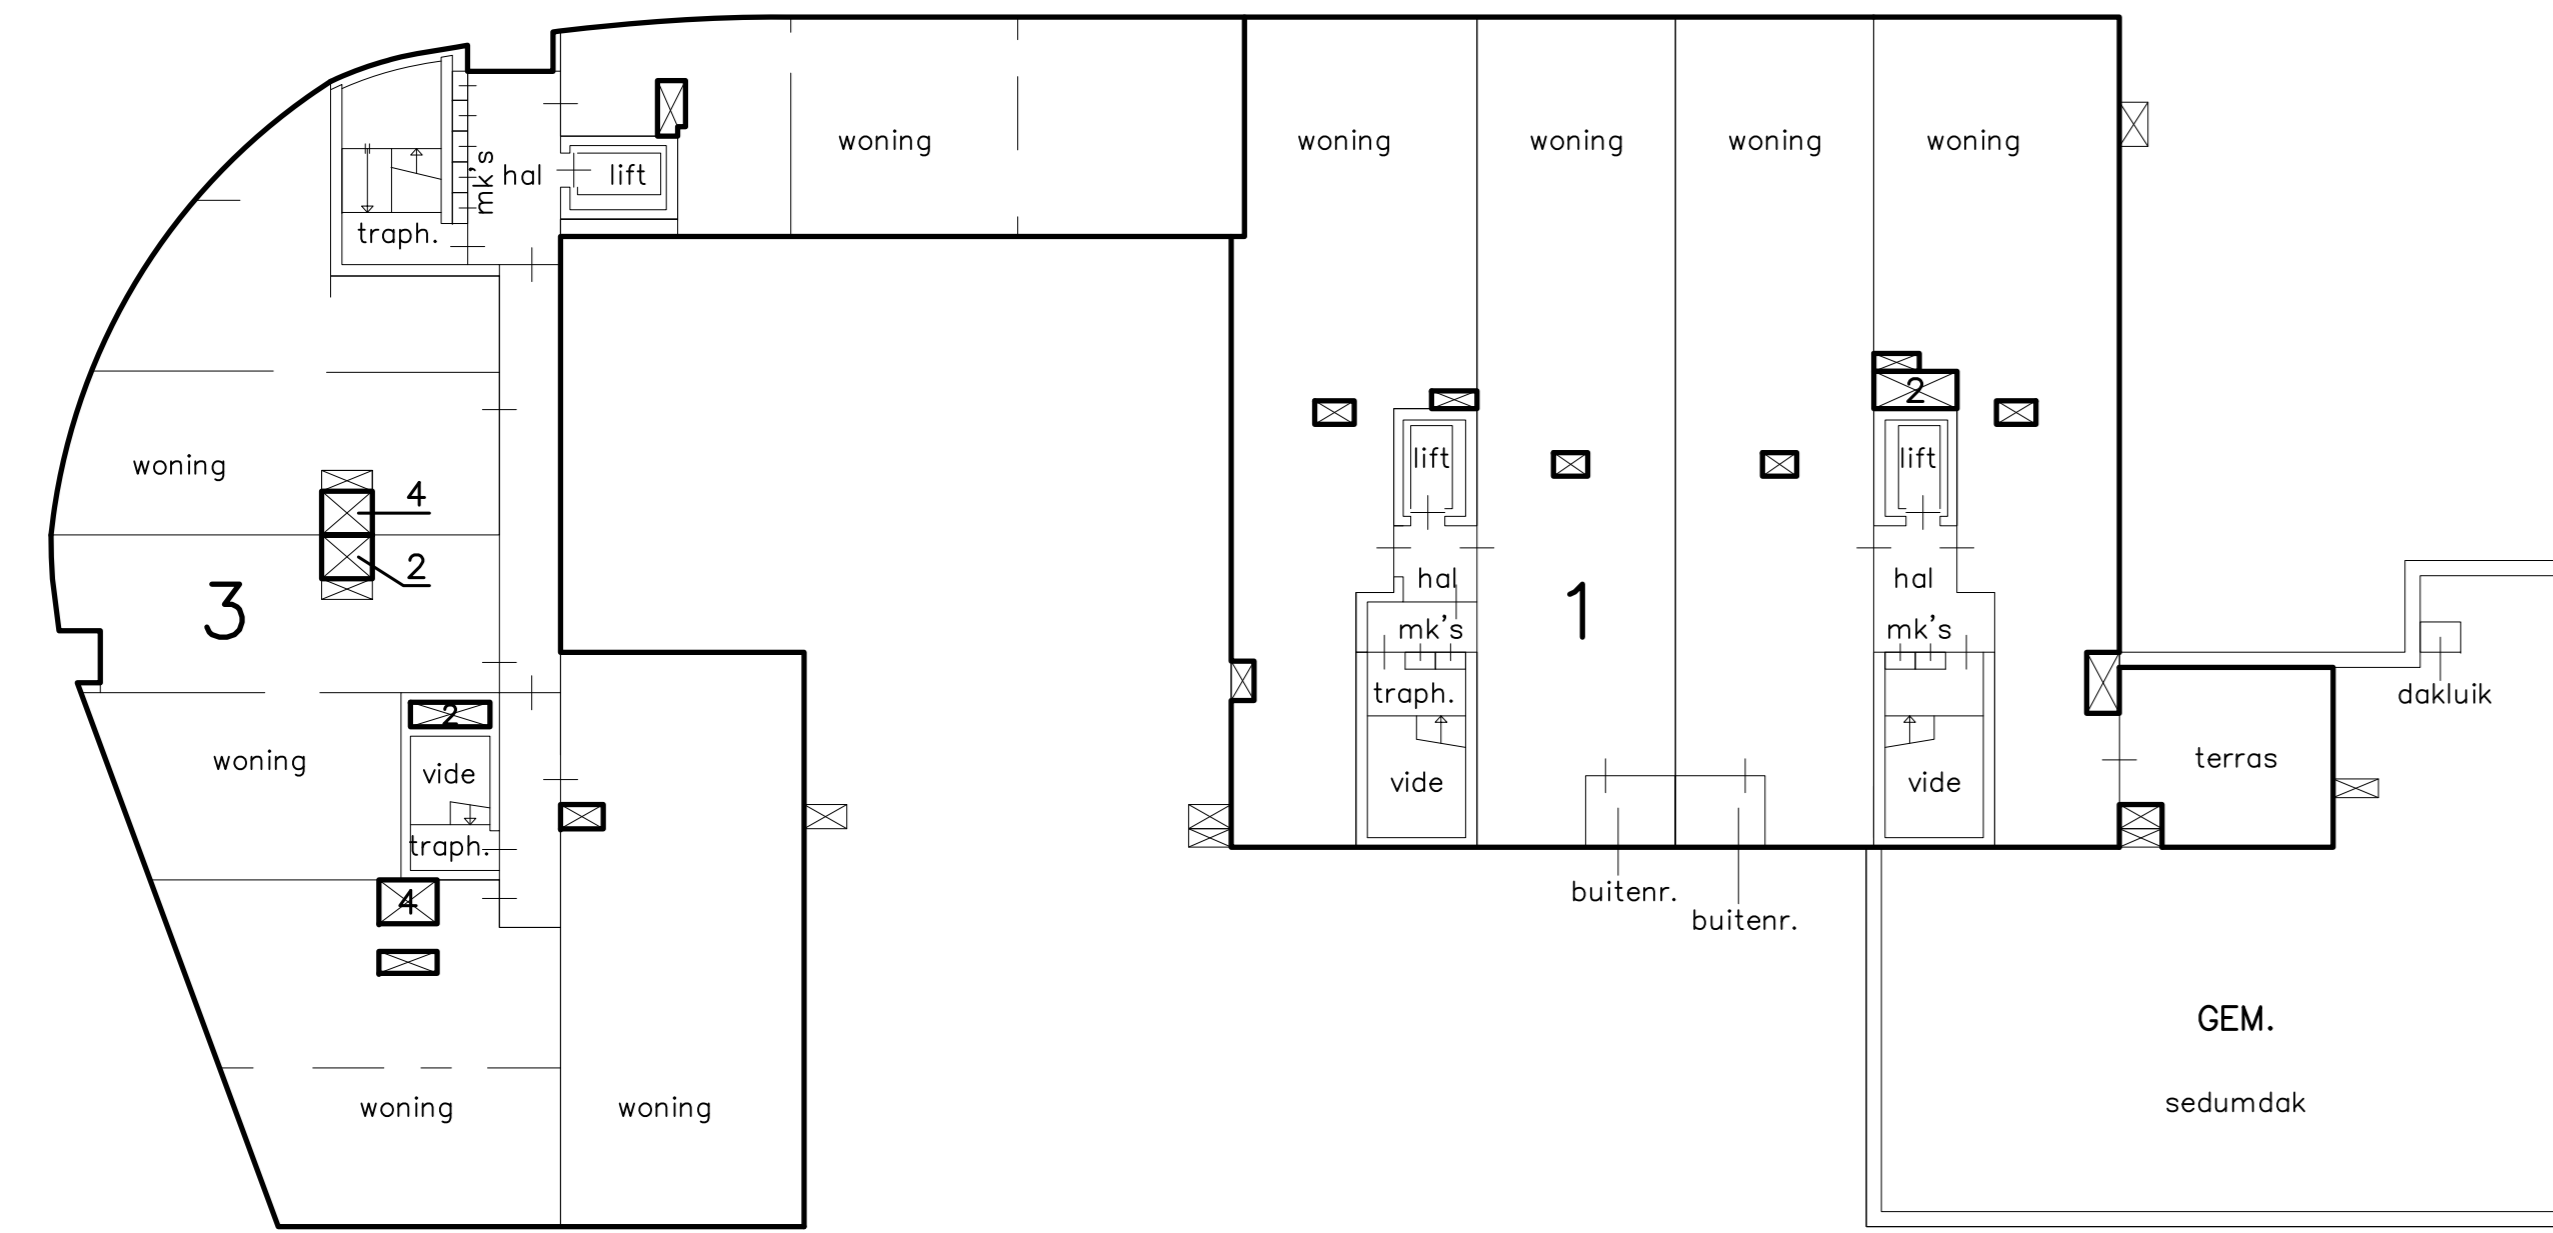 woning
woning
woning
woning
woning
mk's
hal
lift
traph.
woning
4
2
3
lift
2
lift
hal
1
hal
mk's
mk's
traph.
dakluik
2
woning
vide
vide
vide
terras
traph.
4
buitenr.
buitenr.
GEM.
woning
woning
sedumdak